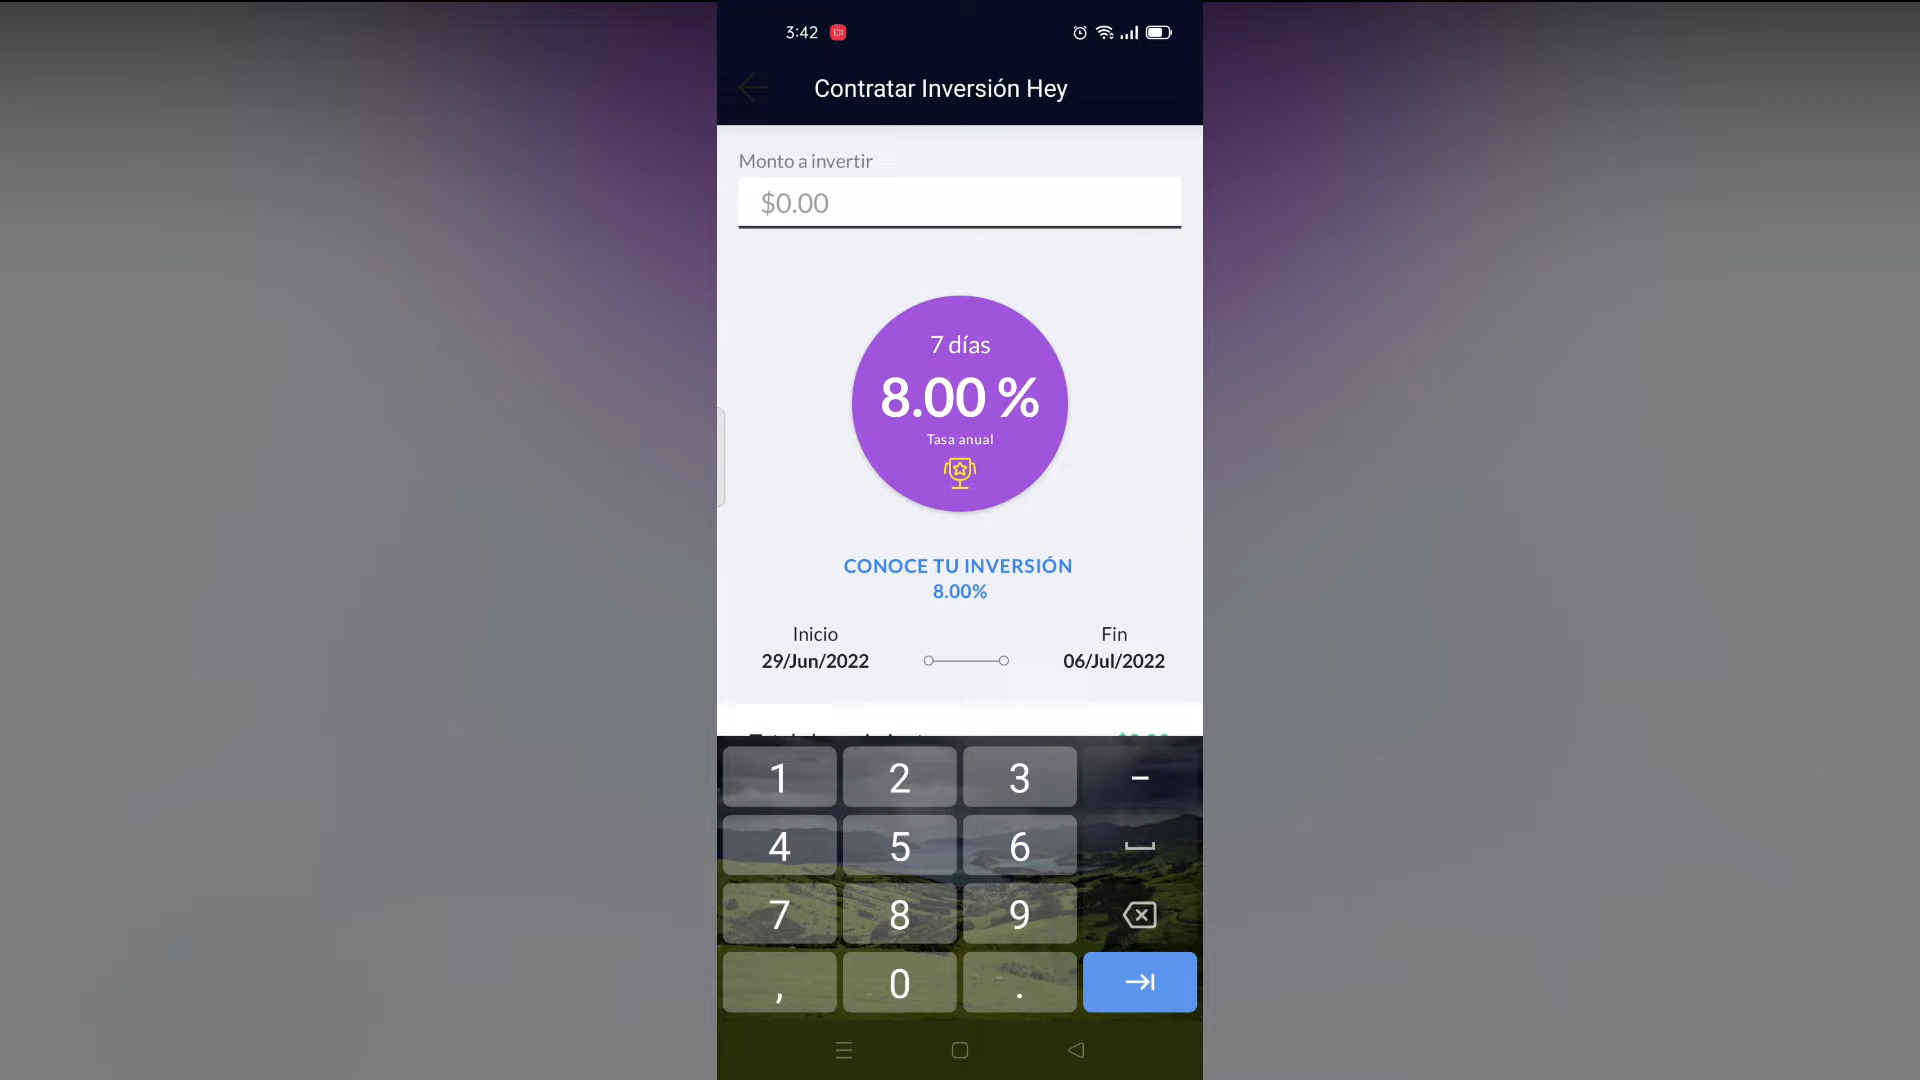 3:42
Contratar Inversión Hey
Monto a invertir
$0.00
7 días
8.00 %
Tasa anual
CONOCE TU INVERSIÓN
8.00%
Inicio
Fin
29/Jun/2022
06/Jul/2022
1 2 3 -
4 5 6
7 8 9
, 0 .